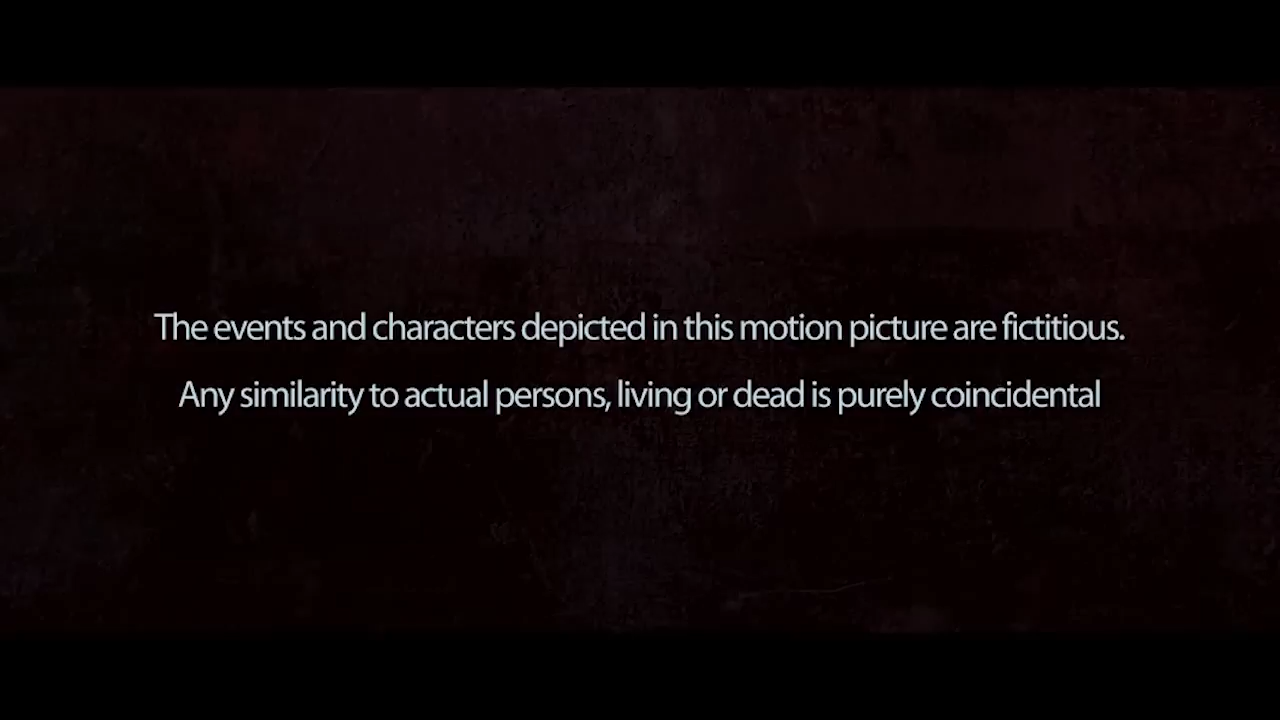 The events and characters depicted in this motion picture are fictitious.
Any similarity to actual persons, living or dead is purely coincidental